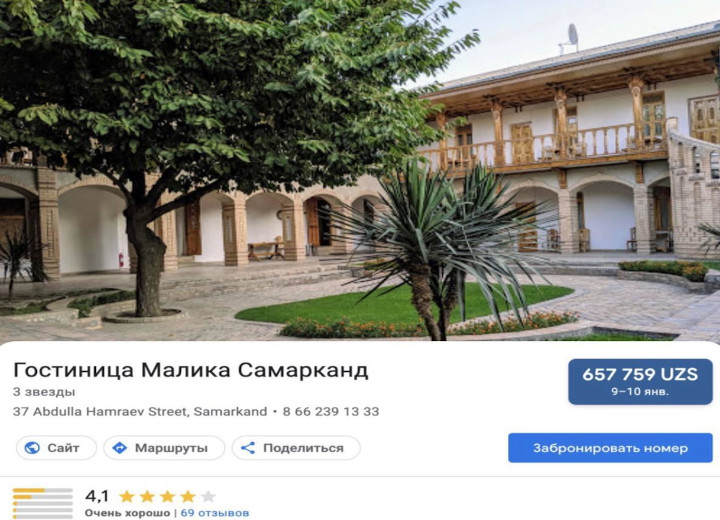 Гостиница Малика Самарканд
657 759 UZS
3 звезды
9–10 янв.
37 Abdulla Hamraev Street, Samarkand • 8 66 239 13 33
Сайт
Маршруты
Поделиться
Забронировать номер
4,1
Очень хорошо | 69 отзывов